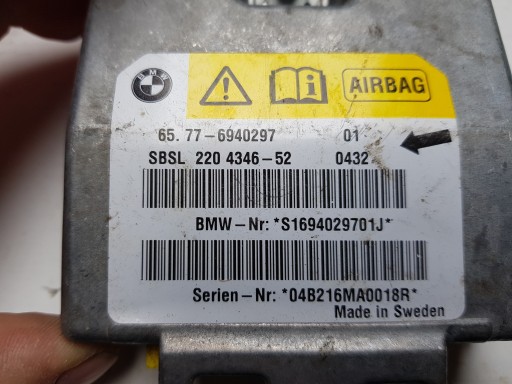 BMW
AIRBAG
65. 77-6940297 01
SBSL 220 4346-52 0432
BMW-Nr: *S1694029701J*
Serien-Nr: *04B216MA0018R*
Made in Sweden